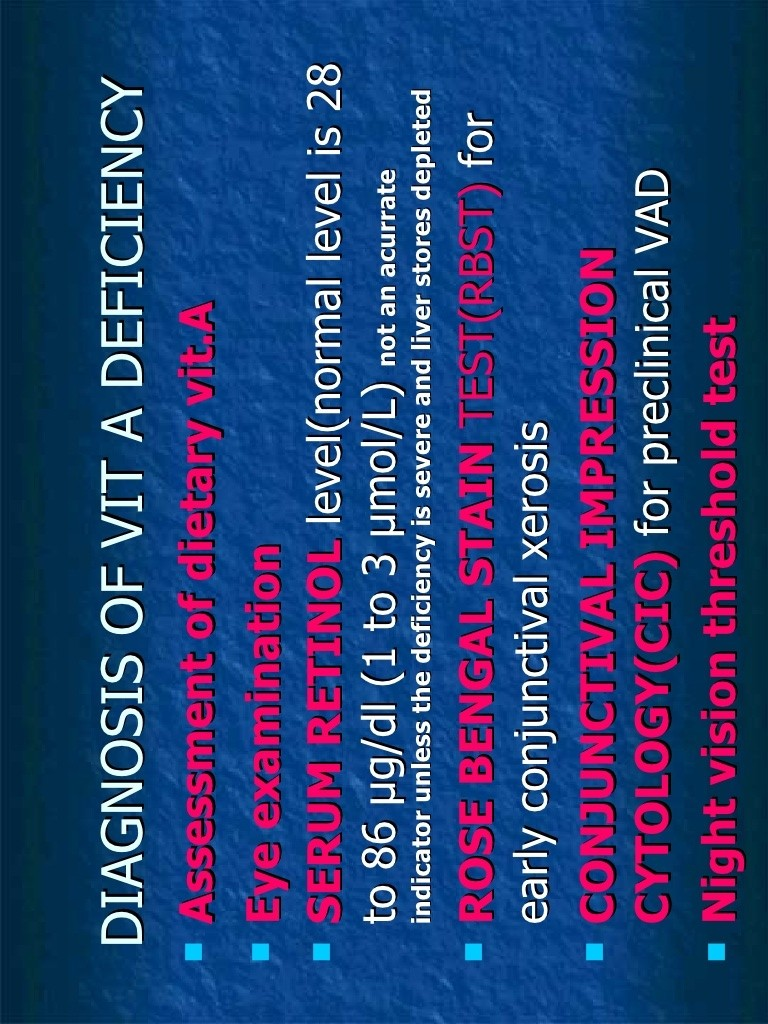 DIAGNOSIS OF VIT A DEFICIENCY
Assessment of dietary vit.A
Eye examination
SERUM RETINOL level(normal level is 28
to 86 µg/dl (1 to 3 µmol/L) not an acurrate
indicator unless the deficiency is severe and liver stores depleted
ROSE BENGAL STAIN TEST(RBST) for
early conjunctival xerosis
CONJUNCTIVAL IMPRESSION
CYTOLOGY(CIC) for preclinical VAD
Night vision threshold test